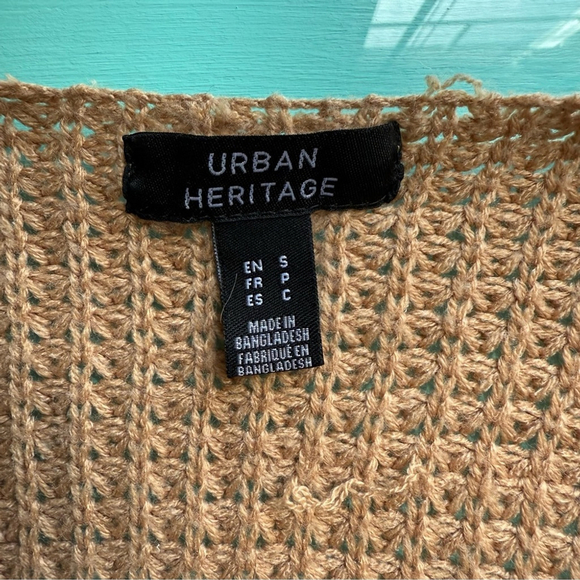 URBAN
HERITAGE
EN S
FR P
ES C
MADE IN
BANGLADESH
FABRIQUÉ EN
BANGLADESH